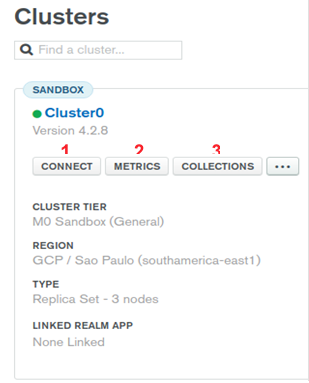 Clusters
Find a cluster...
SANDBOX
Cluster0
Version 4.2.8
1 2 3
CONNECT METRICS COLLECTIONS ...
CLUSTER TIER
M0 Sandbox (General)
REGION
GCP / Sao Paulo (southamerica-east1)
TYPE
Replica Set - 3 nodes
LINKED REALM APP
None Linked